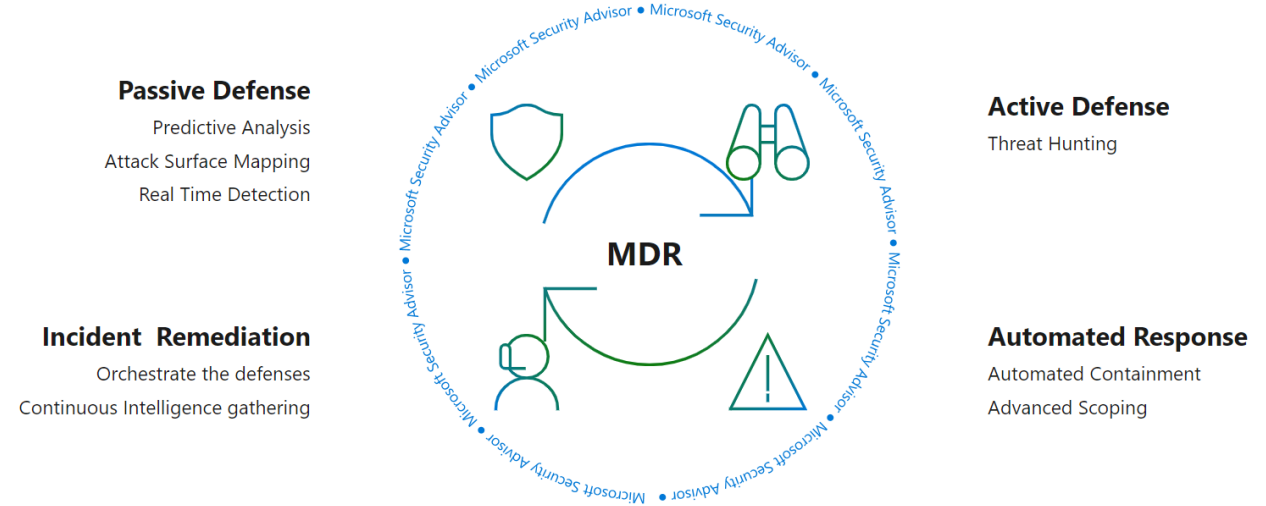 Passive Defense
Predictive Analysis
Attack Surface Mapping
Real Time Detection
Active Defense
Threat Hunting
MDR
Incident  Remediation
Orchestrate the defenses
Continuous Intelligence gathering
Automated Response
Automated Containment
Advanced Scoping
Microsoft Security Advisor • Microsoft Security Advisor • Microsoft Security Advisor • Microsoft Security Advisor • Microsoft Security Advisor • Microsoft Security Advisor • Microsoft Security Advisor • Microsoft Security Advisor • Microsoft Security Advisor •